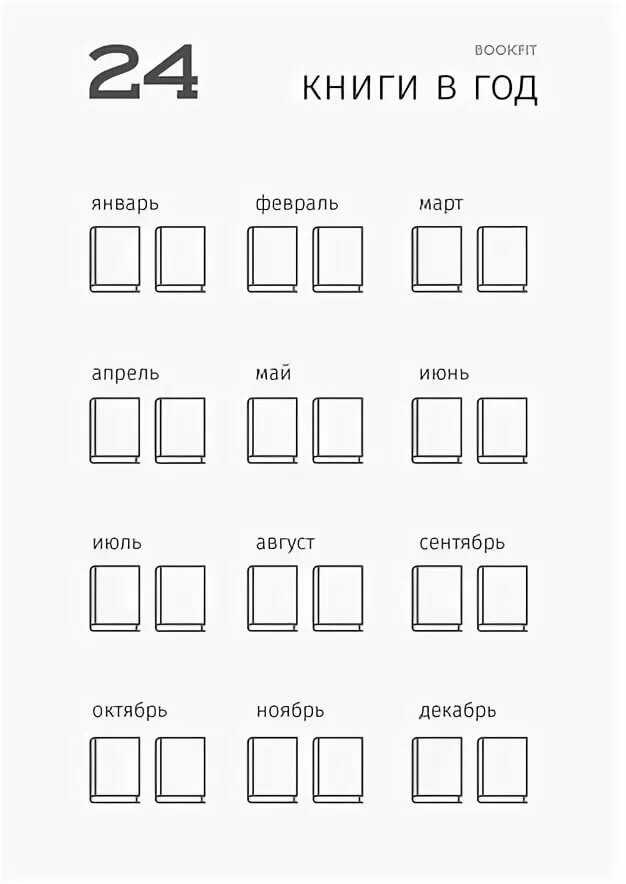 24
BOOKFIT
КНИГИ В ГОД
январь февраль март
апрель май июнь
июль август сентябрь
октябрь ноябрь декабрь